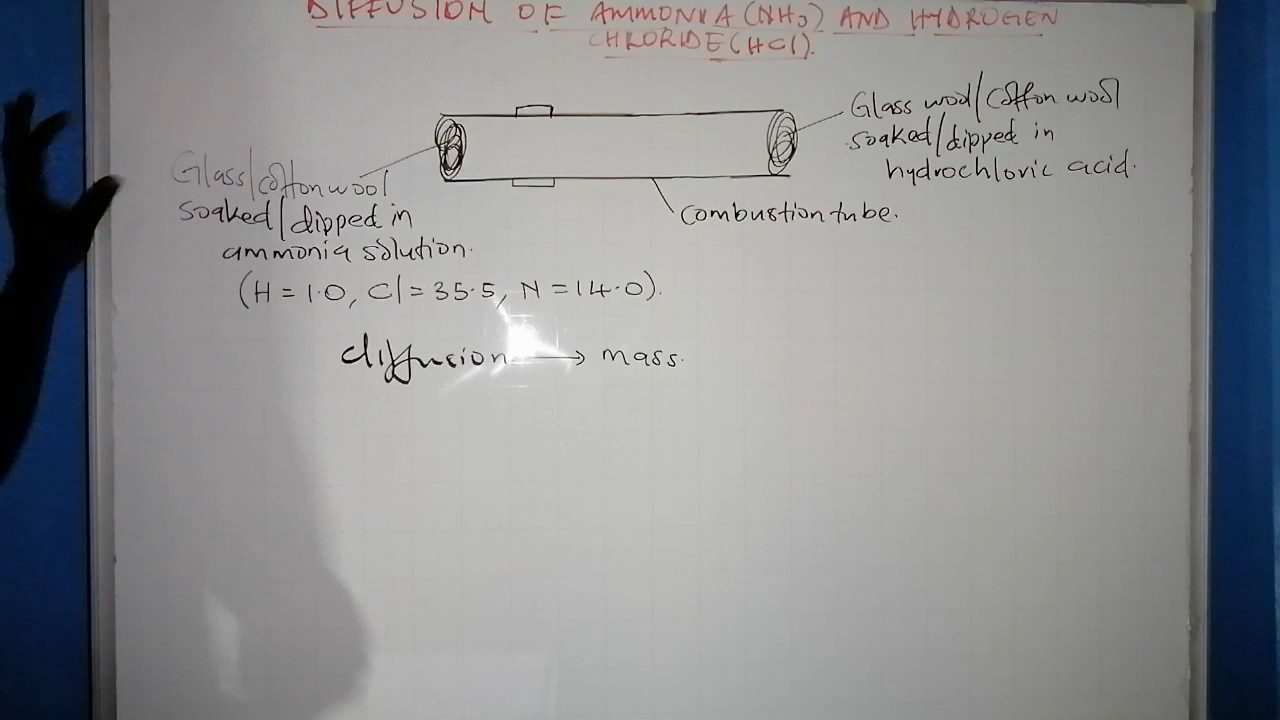 DIFFUSION OF AMMONIA (NH₃) AND HYDROGEN
CHLORIDE (HCl).
Glass wool/Cotton wool
soaked/dipped in
hydrochloric acid.
Glass/cotton wool
soaked/dipped in
ammonia solution.
Combustion tube.
(H = 1.0, Cl = 35.5, N = 14.0).
diffusion → mass.